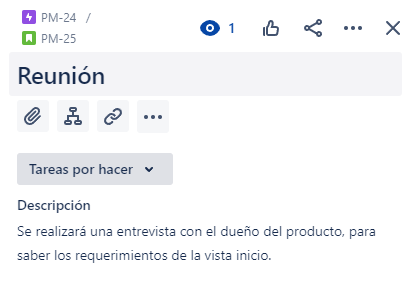 PM-24 /
PM-25
1
Reunión
Tareas por hacer
Descripción
Se realizará una entrevista con el dueño del producto, para
saber los requerimientos de la vista inicio.